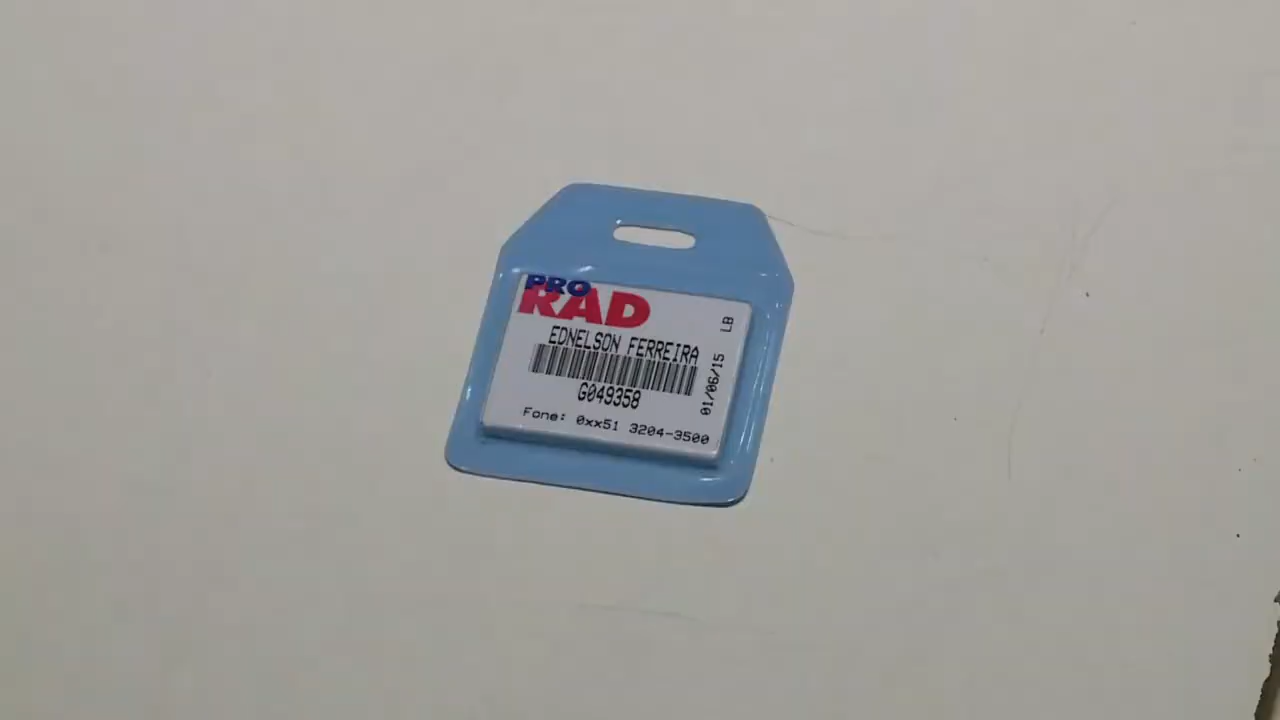 PRO
RAD
EDNELSON FERREIRA
G049358
Fone: 0xx51 3204-3500
01/06/15 LB